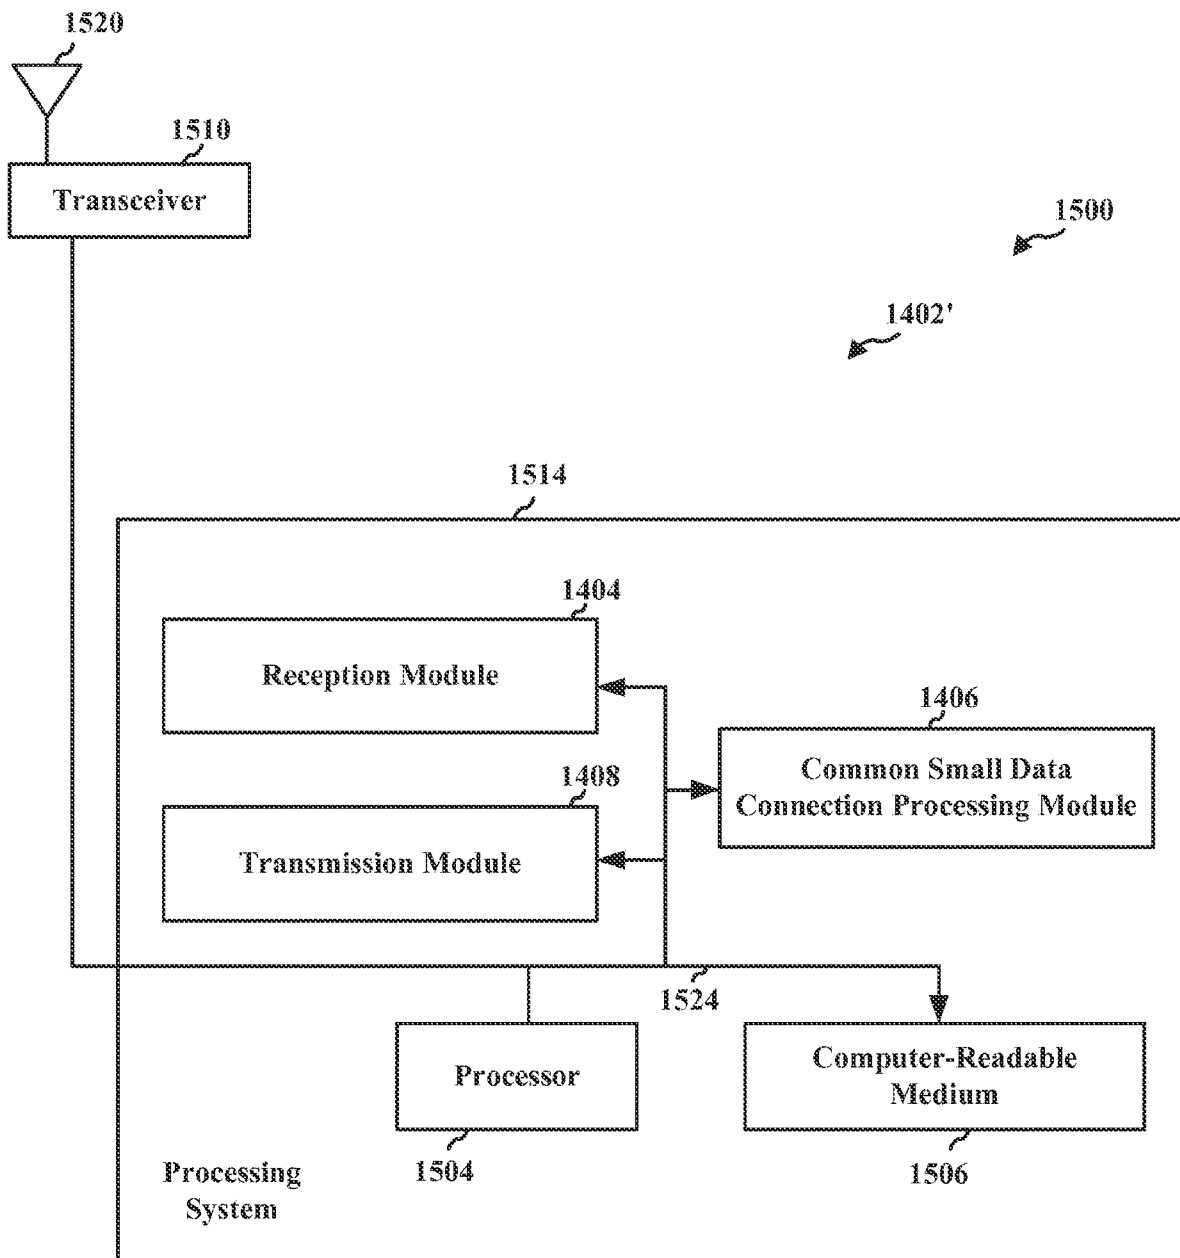 1520
1510
Transceiver
1500
1402'
1514
1404
Reception Module
1406
Common Small Data
Connection Processing Module
1408
Transmission Module
1524
Processor
Computer-Readable
Medium
1504
1506
Processing
System